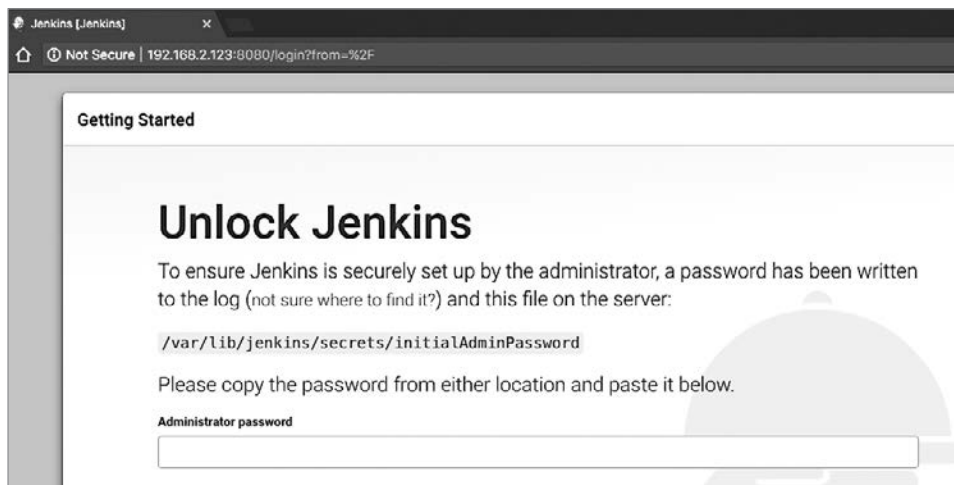 Jenkins [Jenkins]
Not Secure | 192.168.2.123:8080/login?from=%2F
Getting Started
Unlock Jenkins
To ensure Jenkins is securely set up by the administrator, a password has been written
to the log (not sure where to find it?) and this file on the server:
/var/lib/jenkins/secrets/initialAdminPassword
Please copy the password from either location and paste it below.
Administrator password